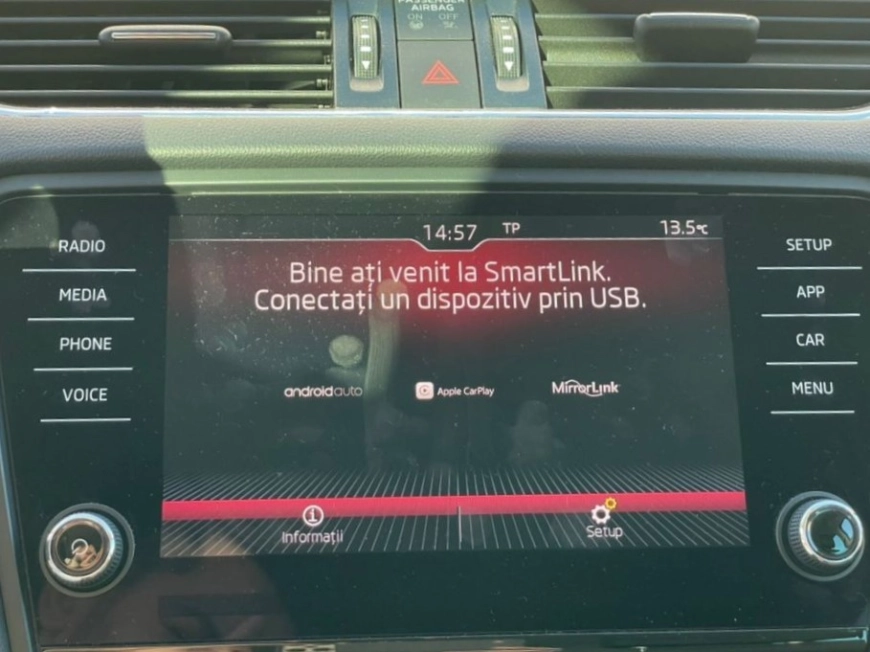 PASSENGER
AIRBAG
ON OFF
14:57 TP 13.5°C
Bine ați venit la SmartLink.
Conectați un dispozitiv prin USB.
androidauto Apple CarPlay MirrorLink
Informații Setup
RADIO
MEDIA
PHONE
VOICE
SETUP
APP
CAR
MENU